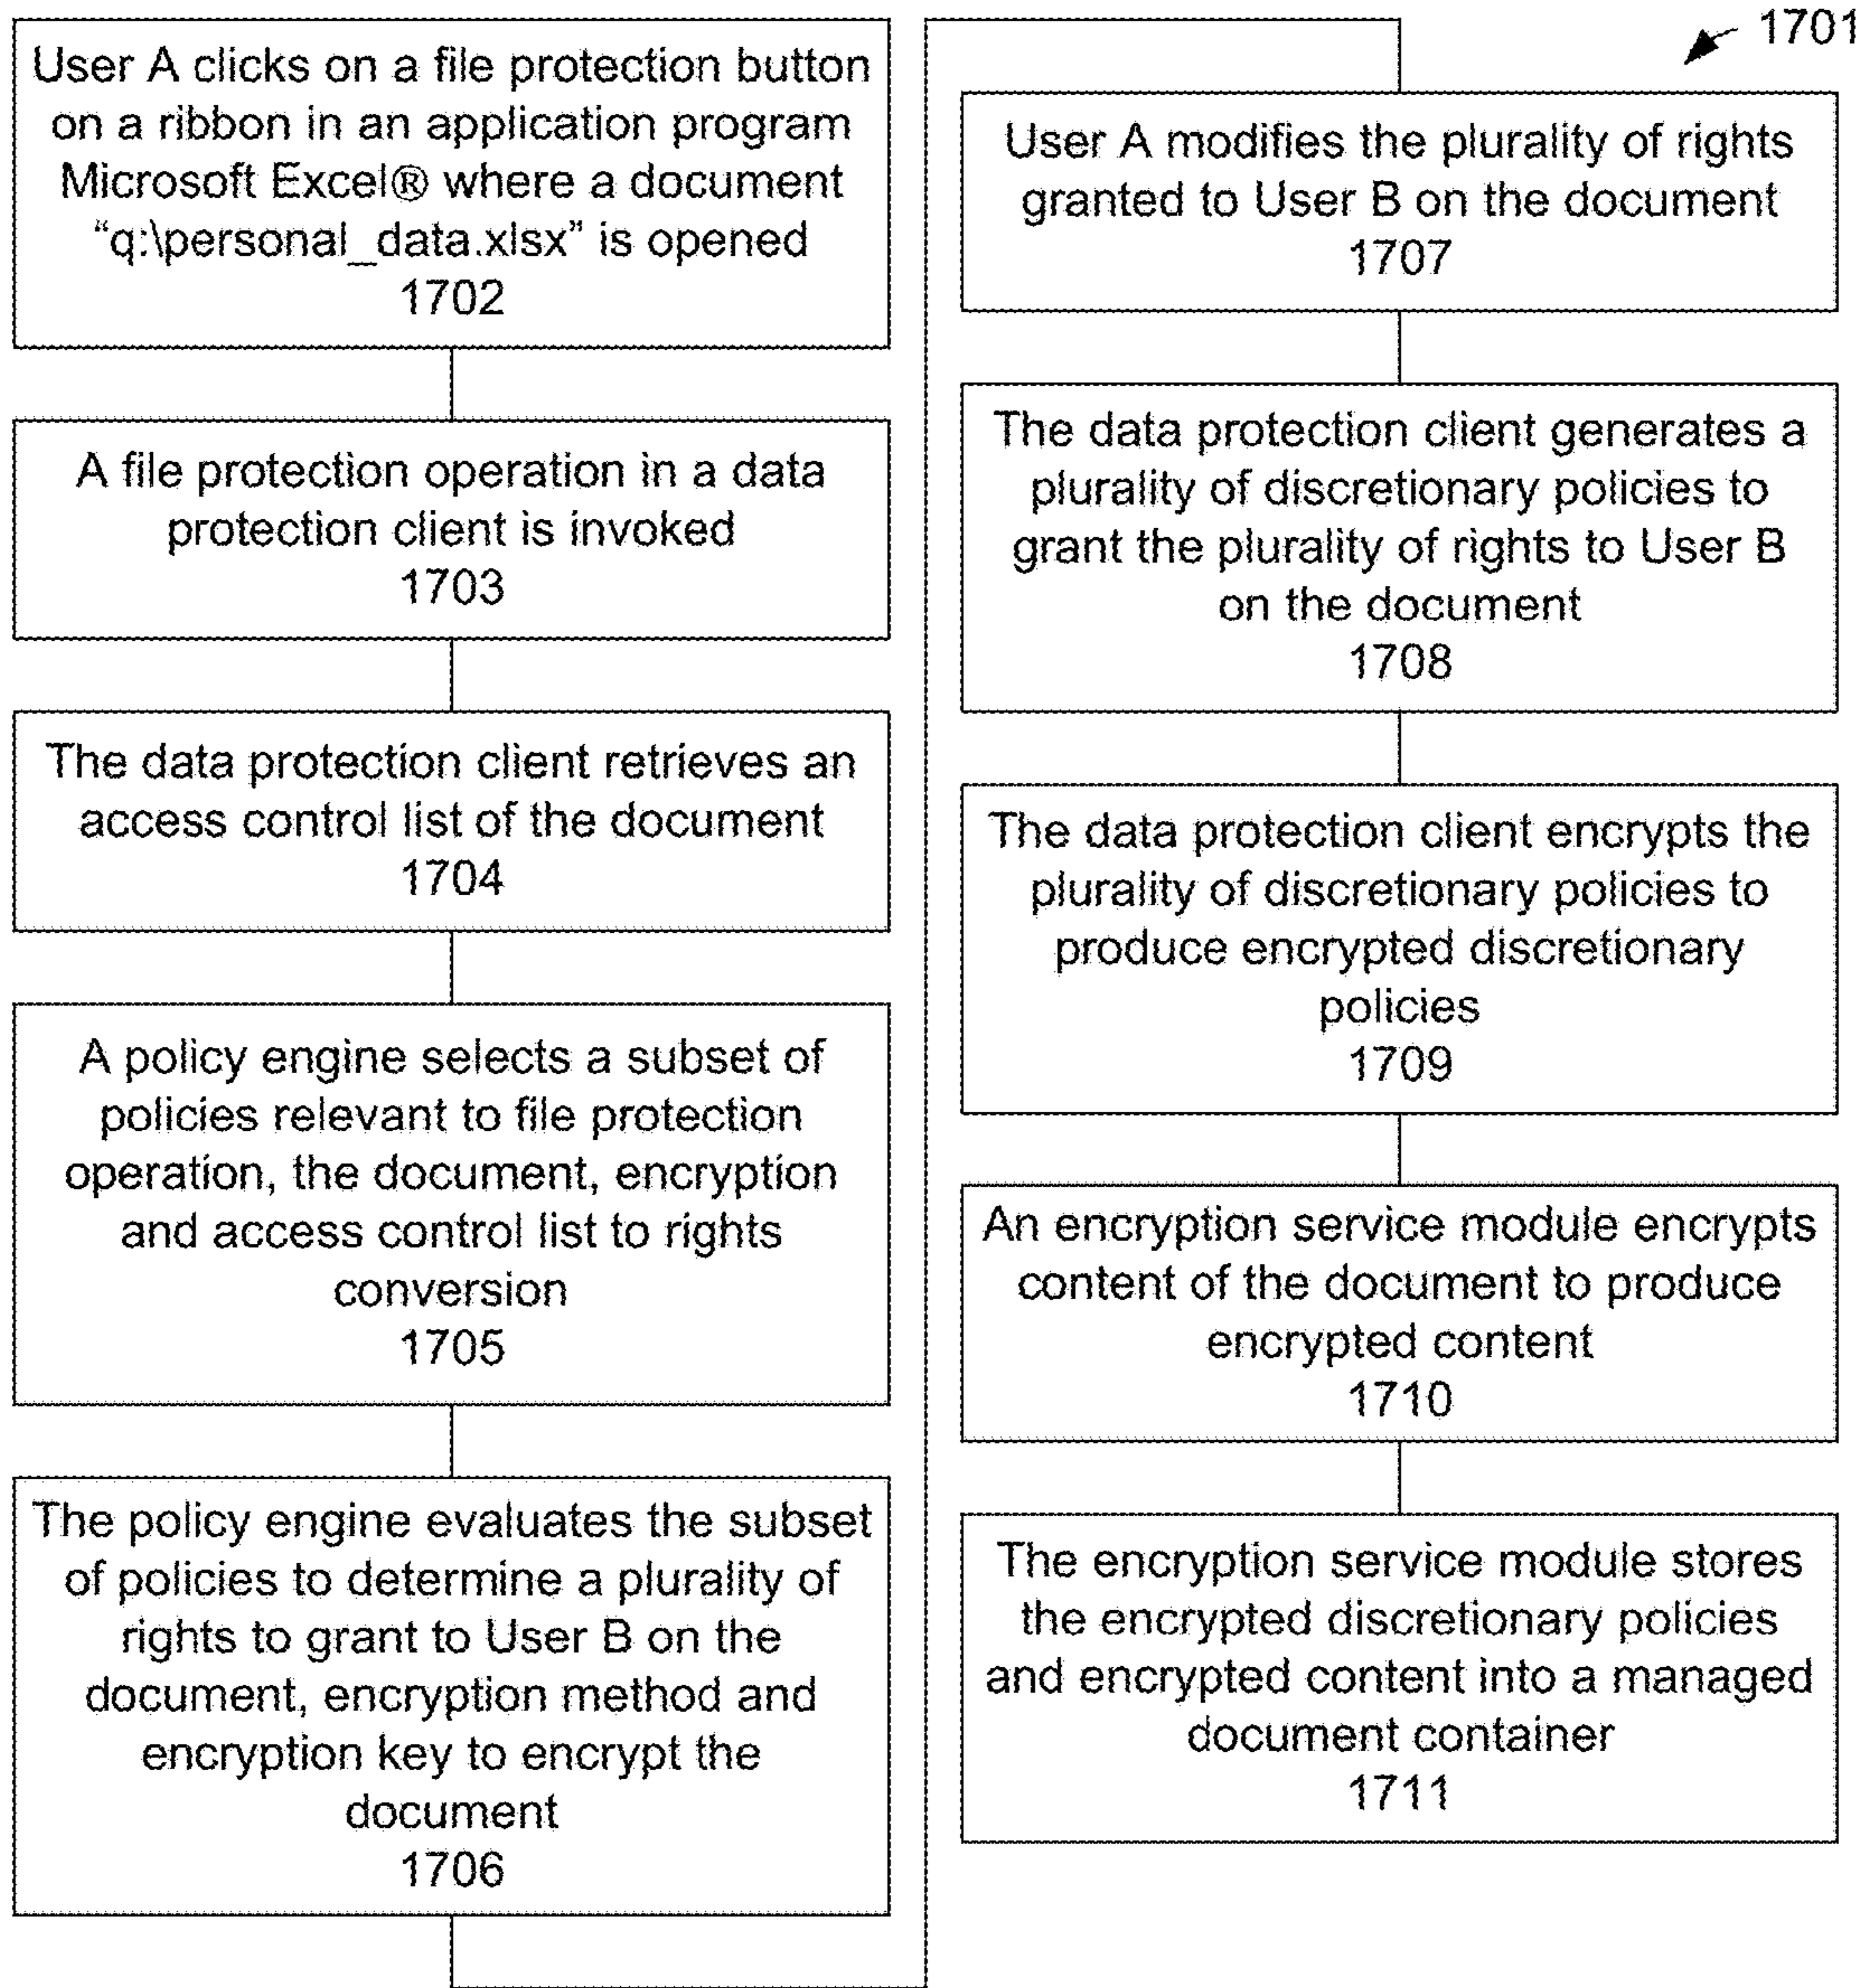 User A clicks on a file protection button
on a ribbon in an application program
Microsoft Excel® where a document
“q:\personal_data.xlsx” is opened
1702
A file protection operation in a data
protection client is invoked
1703
The data protection client retrieves an
access control list of the document
1704
A policy engine selects a subset of
policies relevant to file protection
operation, the document, encryption
and access control list to rights
conversion
1705
The policy engine evaluates the subset
of policies to determine a plurality of
rights to grant to User B on the
document, encryption method and
encryption key to encrypt the
document
1706
1701
User A modifies the plurality of rights
granted to User B on the document
1707
The data protection client generates a
plurality of discretionary policies to
grant the plurality of rights to User B
on the document
1708
The data protection client encrypts the
plurality of discretionary policies to
produce encrypted discretionary
policies
1709
An encryption service module encrypts
content of the document to produce
encrypted content
1710
The encryption service module stores
the encrypted discretionary policies
and encrypted content into a managed
document container
1711